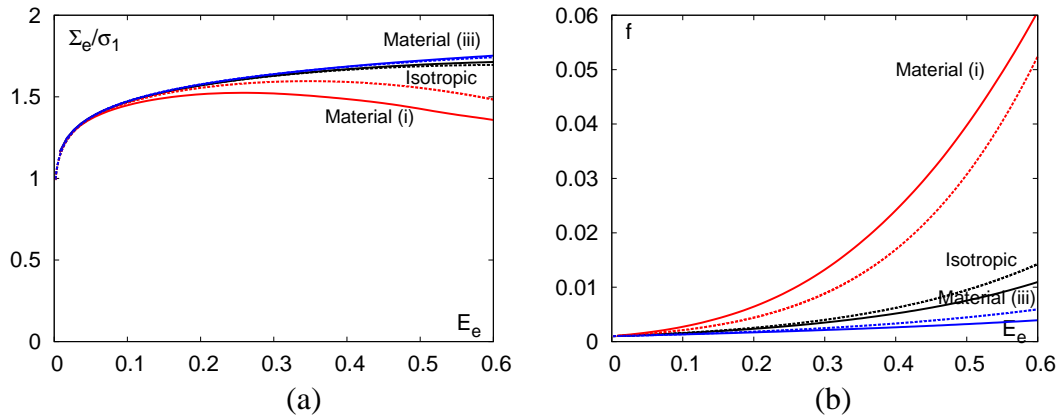 2
Σe/σ1
Material (iii)
Isotropic
1.5
Material (i)
1
0.5
Ee
0
0 0.1 0.2 0.3 0.4 0.5 0.6
(a)
0.06
f
0.05
Material (i)
0.04
0.03
0.02
Isotropic
0.01
Material (iii)
Ee
0
0 0.1 0.2 0.3 0.4 0.5 0.6
(b)